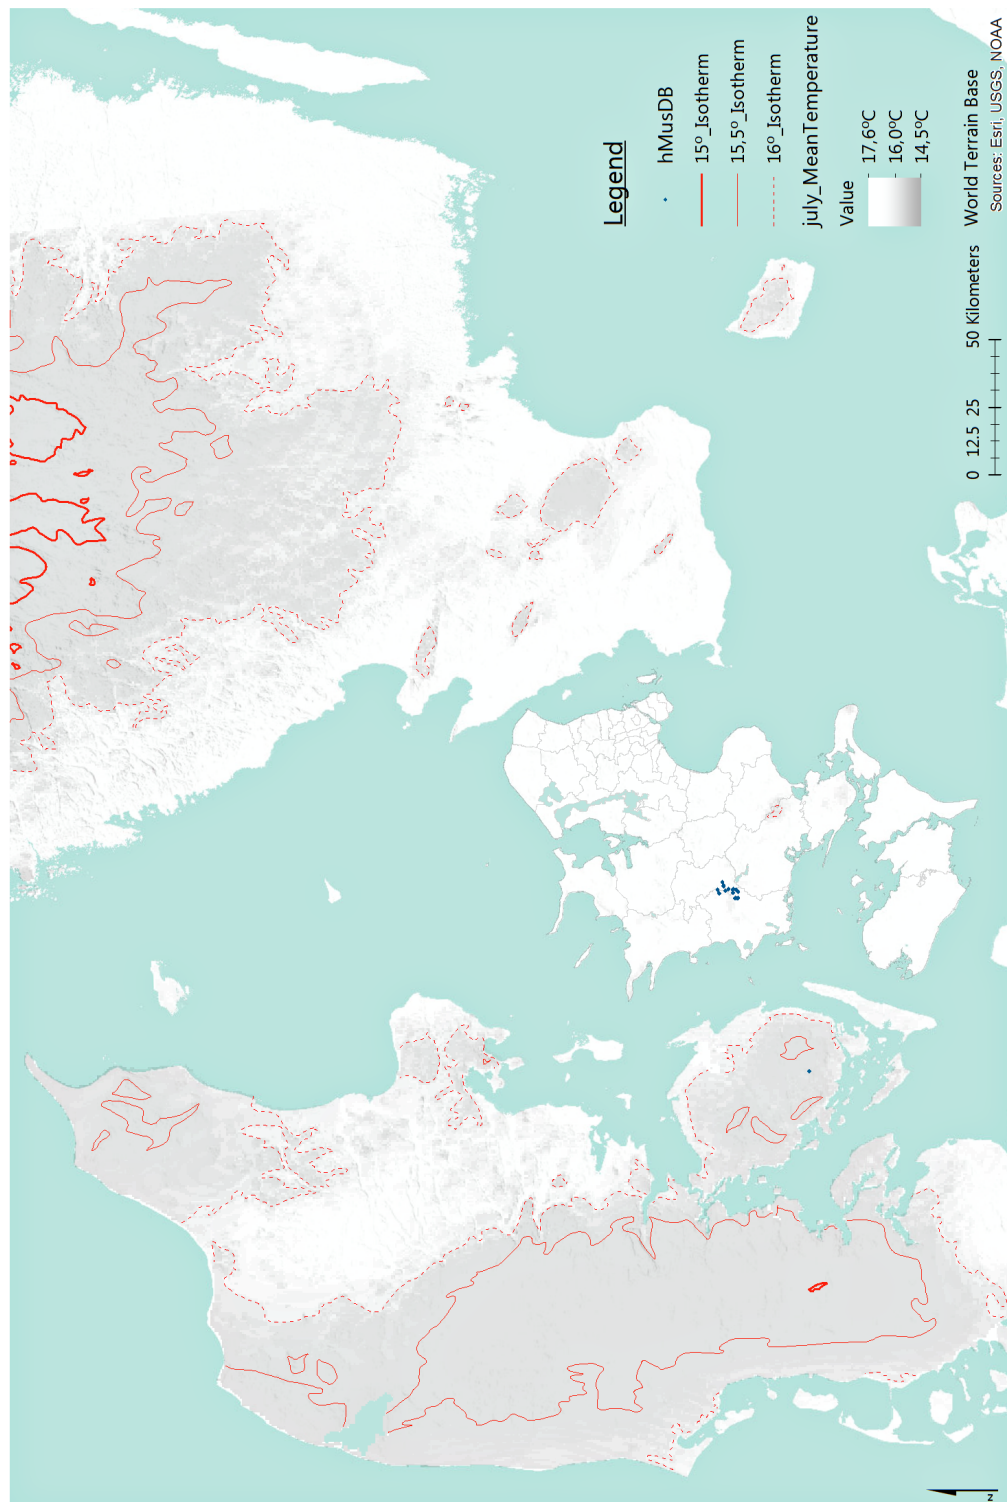 Legend
hMusDB
15º_Isotherm
15,5º_Isotherm
16º_Isotherm
july_MeanTemperature
Value
17,6ºC
16,0ºC
14,5ºC
0 12.5 25 50 Kilometers
World Terrain Base
Sources: Esri, USGS, NOAA
N